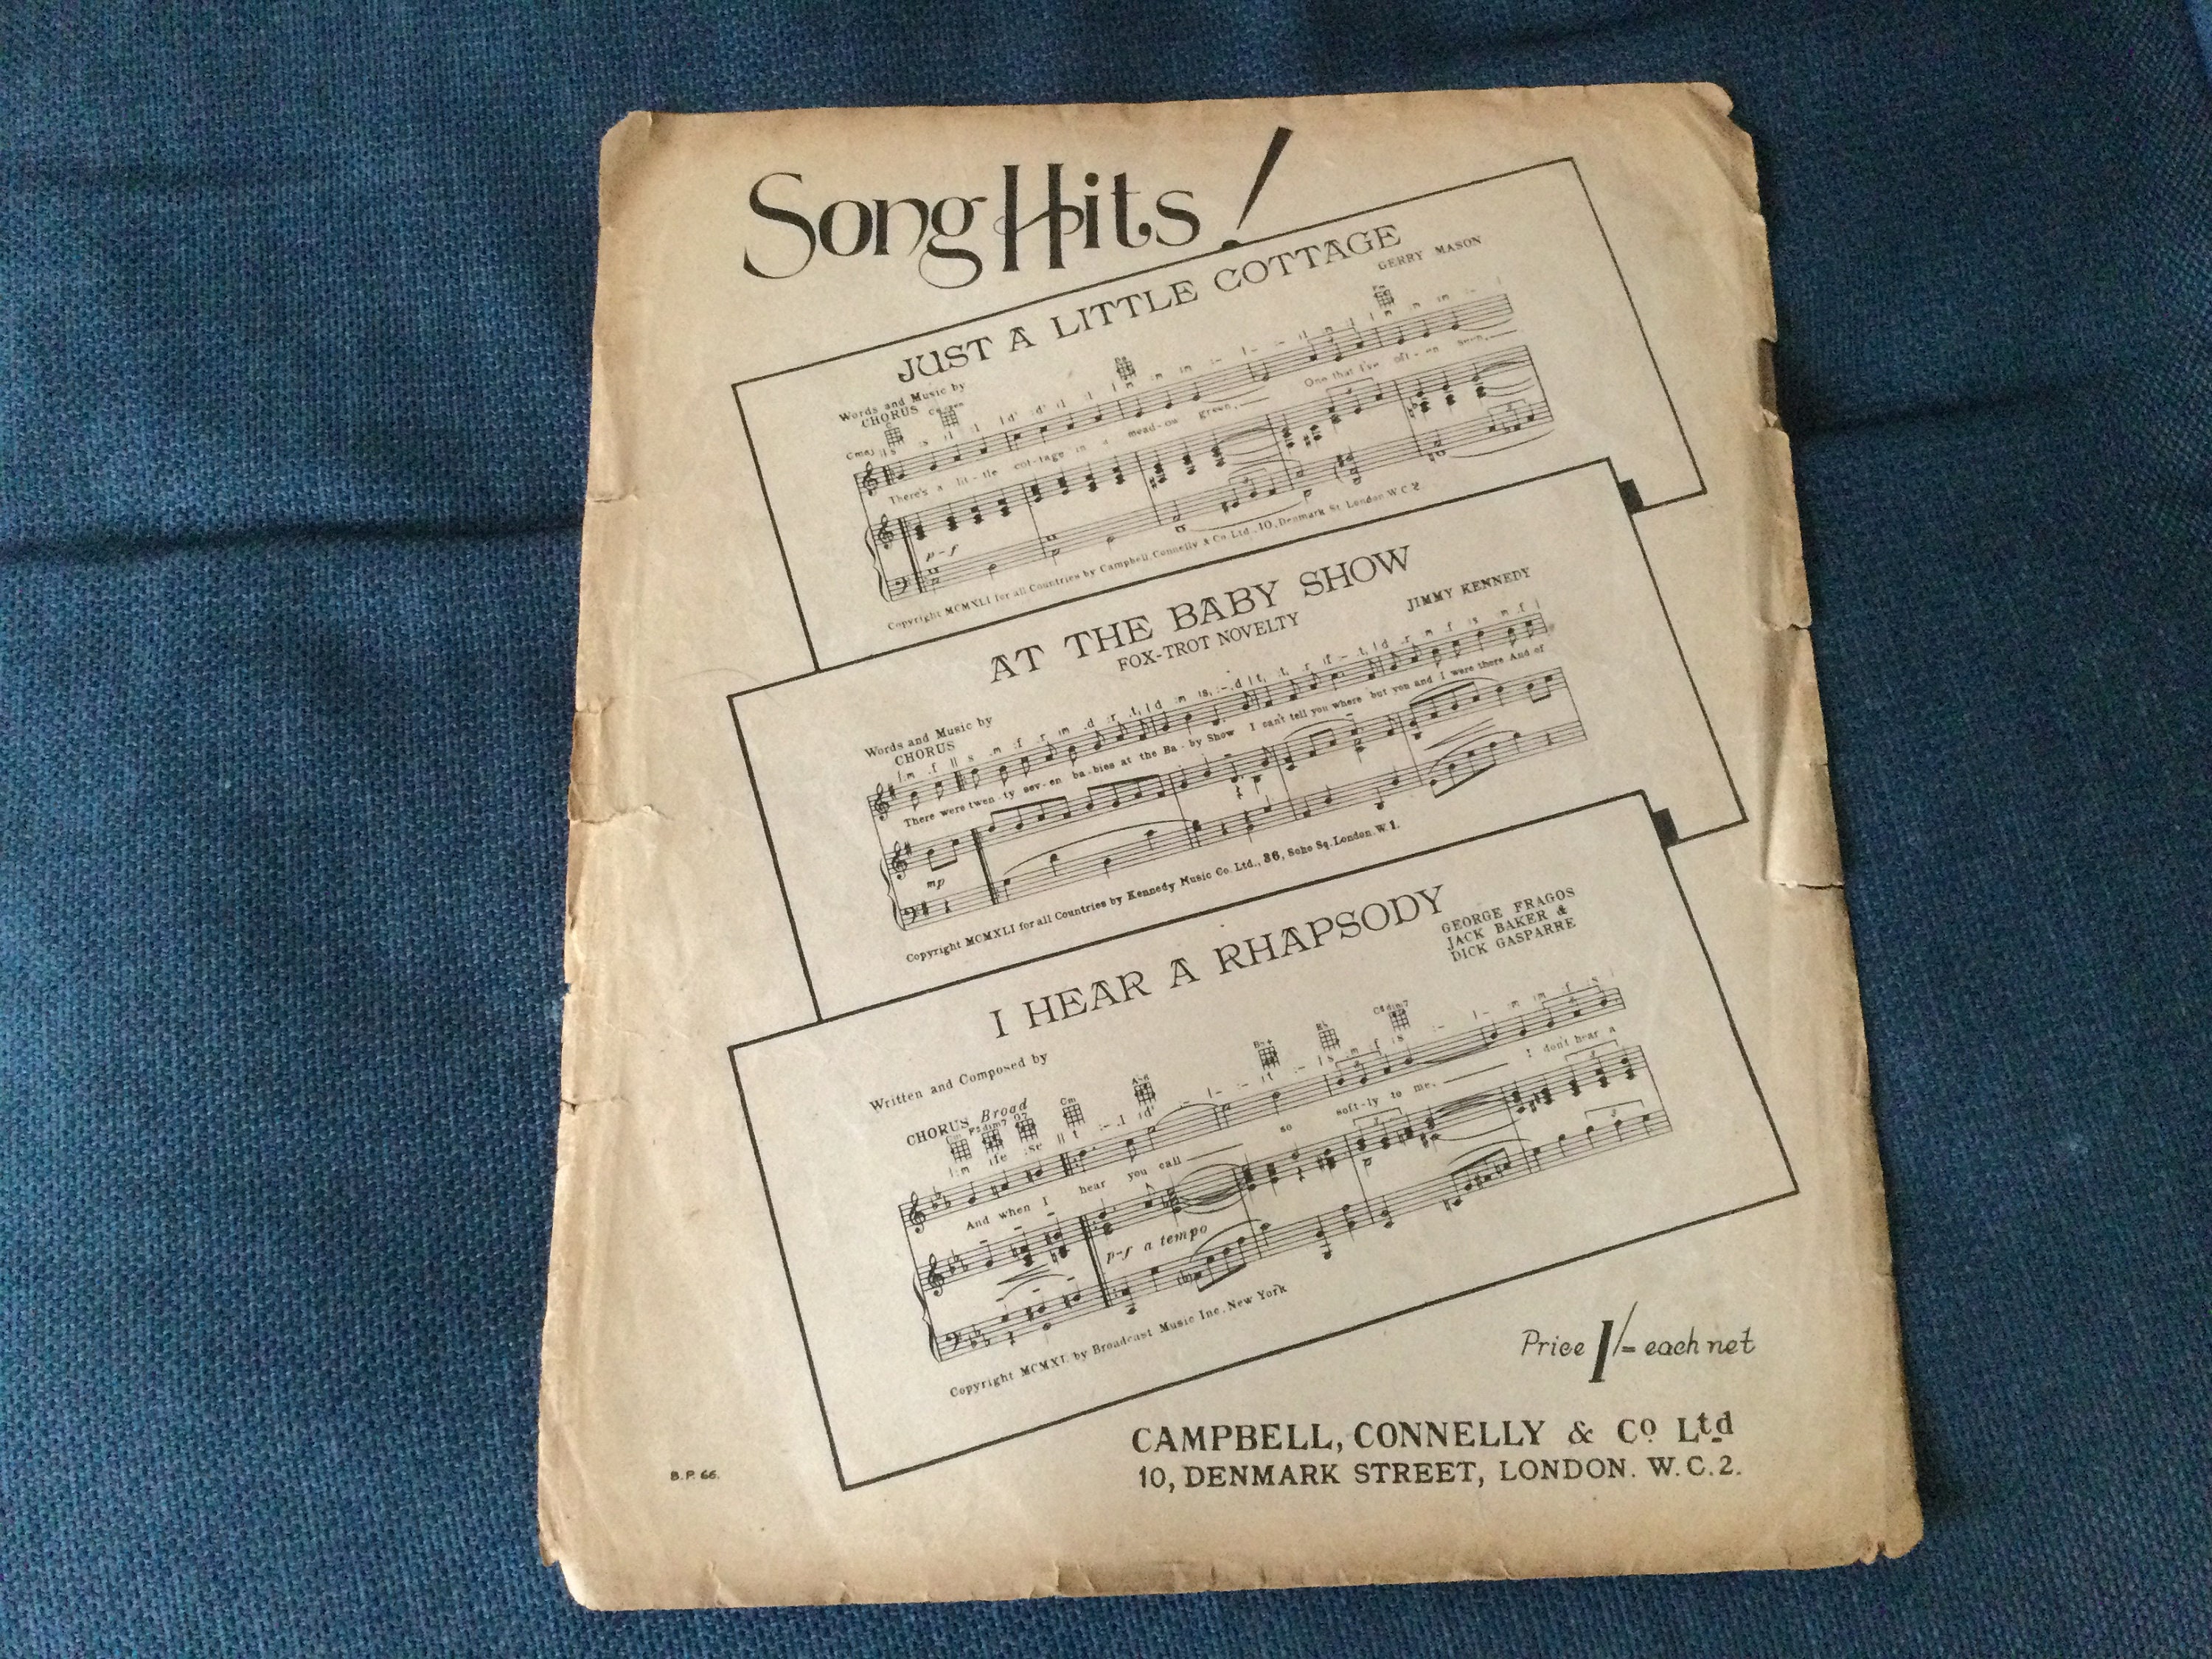 Song Hits!
JUST A LITTLE COTTAGE
GERRY MASON
Words and Music by
CHORUS
There's a lit-tle cot-tage in a mead-ow green, One that I've oft-en seen,
p-f
Copyright MCMXLI for all Countries by Campbell Connelly & Co Ltd., 10, Denmark St London W C 2.
AT THE BABY SHOW
FOX-TROT NOVELTY
JIMMY KENNEDY
Words and Music by
CHORUS
There were twen-ty sev-en ba-bies at the Ba-by Show I can't tell you where but you and I were there And of
mp
Copyright MCMXLI for all Countries by Kennedy Music Co. Ltd., 36, Soho Sq. London. W.1.
I HEAR A RHAPSODY
GEORGE FRAGOS
JACK BAKER &
DICK GASPARRE
Written and Composed by
CHORUS Broad
Cm F#dim7 G7 Cm
And when I hear you call so soft-ly to me, I don't hear a
p-f a tempo
Copyright MCMXL by Broadcast Music Inc. New York
Price 1/- each net
CAMPBELL, CONNELLY & Co Ltd
10, DENMARK STREET, LONDON. W.C.2.
B.P. 66.